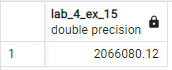 lab_4_ex_15
double precision
1 2066080.12